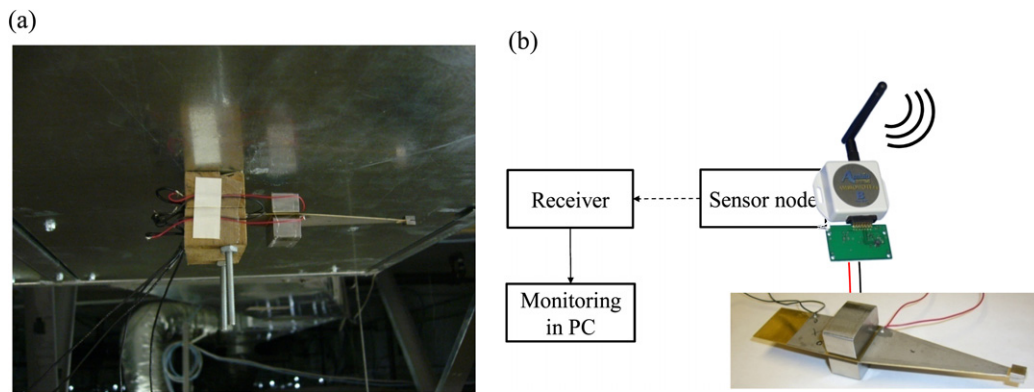 (a)
(b)
Receiver
Sensor node
Monitoring
in PC